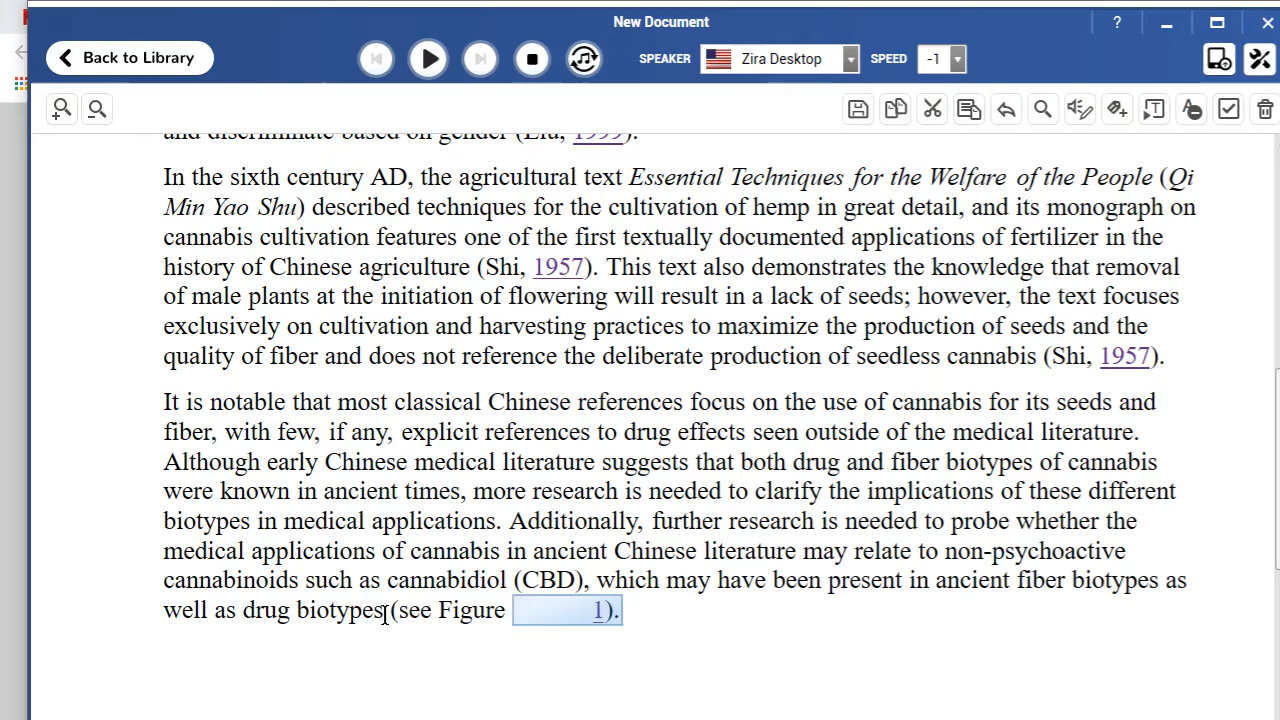 New Document
?
Back to Library
SPEAKER
Zira Desktop
SPEED
-1
and discriminate based on gender (Liu, 1999).
In the sixth century AD, the agricultural text Essential Techniques for the Welfare of the People (Qi
Min Yao Shu) described techniques for the cultivation of hemp in great detail, and its monograph on
cannabis cultivation features one of the first textually documented applications of fertilizer in the
history of Chinese agriculture (Shi, 1957). This text also demonstrates the knowledge that removal
of male plants at the initiation of flowering will result in a lack of seeds; however, the text focuses
exclusively on cultivation and harvesting practices to maximize the production of seeds and the
quality of fiber and does not reference the deliberate production of seedless cannabis (Shi, 1957).
It is notable that most classical Chinese references focus on the use of cannabis for its seeds and
fiber, with few, if any, explicit references to drug effects seen outside of the medical literature.
Although early Chinese medical literature suggests that both drug and fiber biotypes of cannabis
were known in ancient times, more research is needed to clarify the implications of these different
biotypes in medical applications. Additionally, further research is needed to probe whether the
medical applications of cannabis in ancient Chinese literature may relate to non-psychoactive
cannabinoids such as cannabidiol (CBD), which may have been present in ancient fiber biotypes as
well as drug biotypes (see Figure 1).